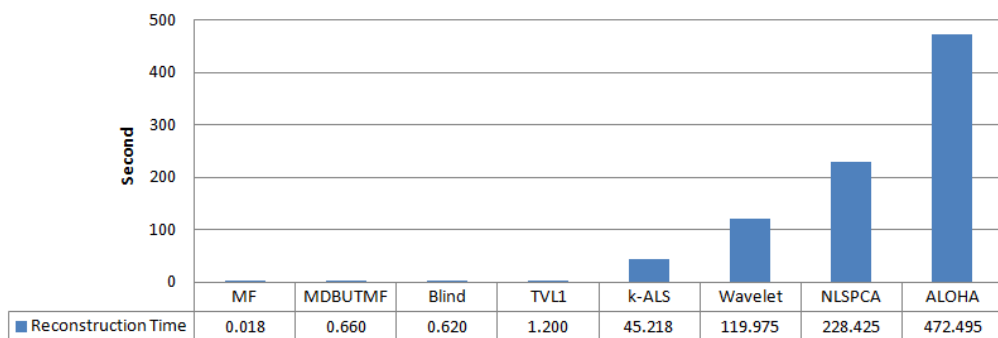 500
400
300
200
100
0
Second
MF MDBUTMF Blind TVL1 k-ALS Wavelet NLSPCA ALOHA
Reconstruction Time 0.018 0.660 0.620 1.200 45.218 119.975 228.425 472.495